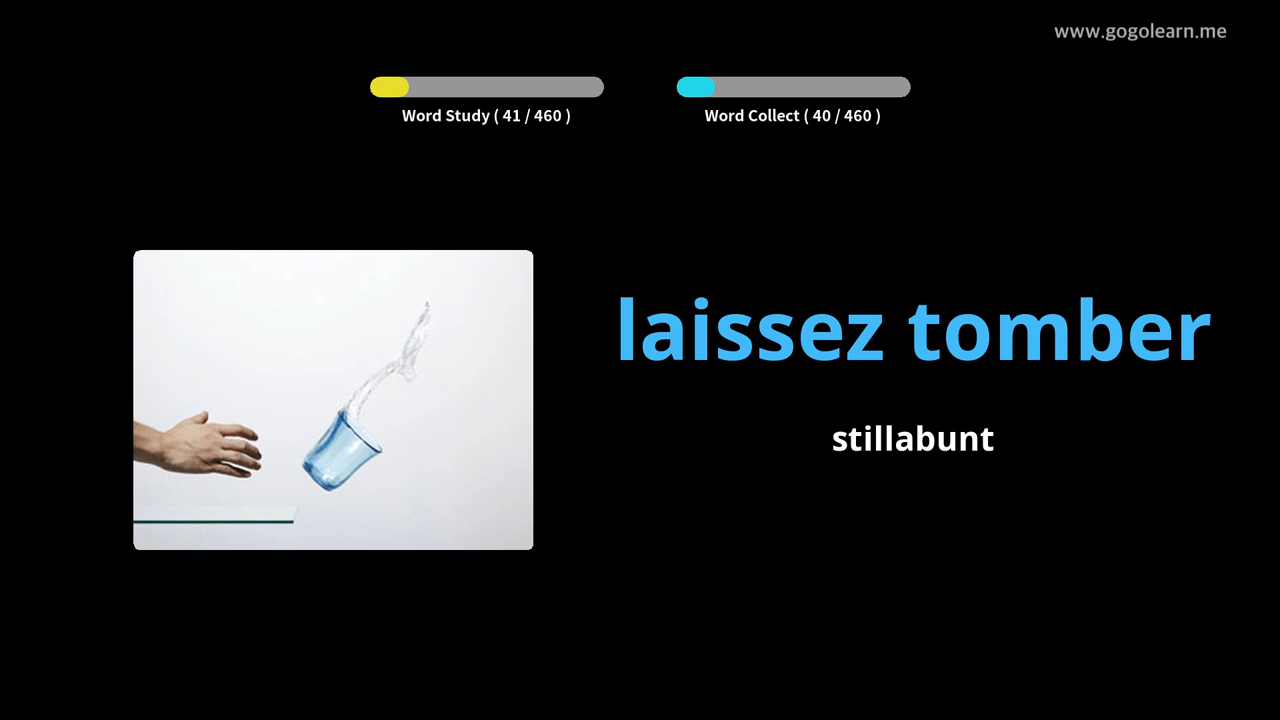 www.gogolearn.me
Word Study ( 41 / 460 )
Word Collect ( 40 / 460 )
laissez tomber
stillabunt